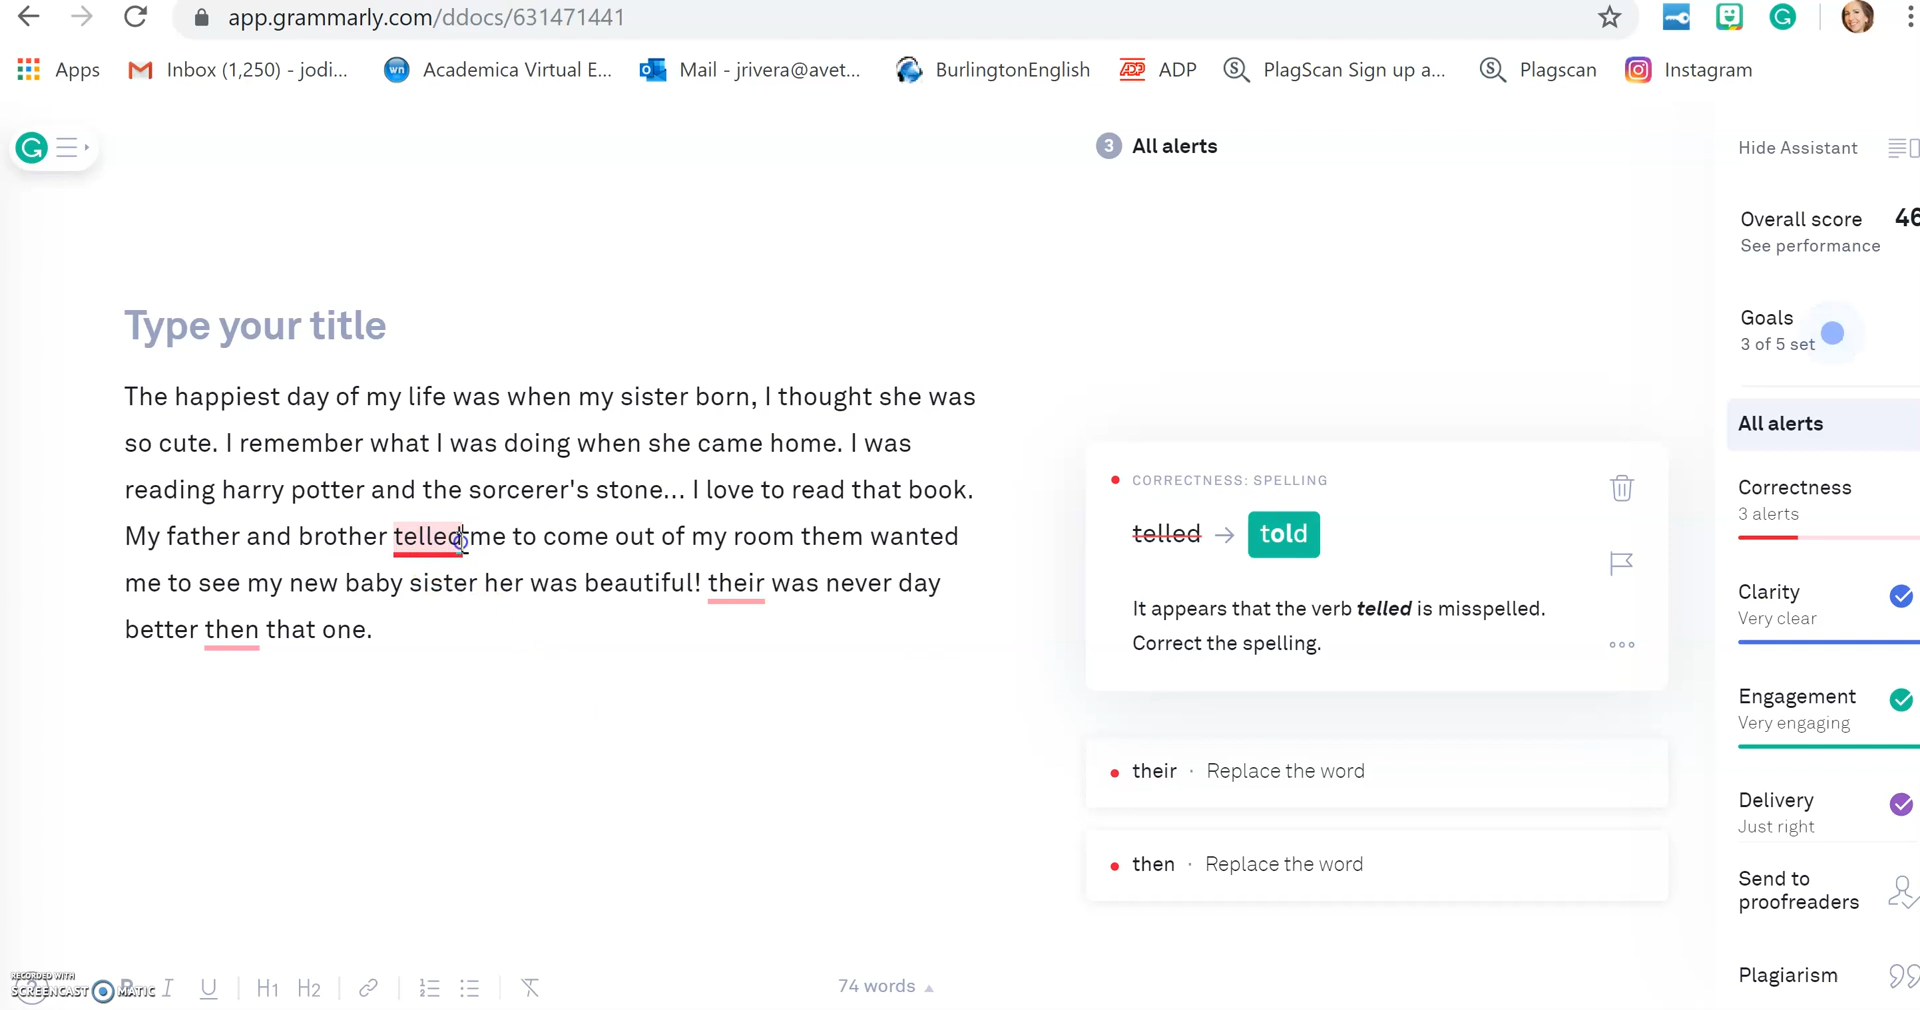 app.grammarly.com/ddocs/631471441
Apps
Inbox (1,250) - jodi...
wn
Academica Virtual E...
Mail - jrivera@avet...
BurlingtonEnglish
ADP
ADP
PlagScan Sign up a...
Plagscan
Instagram
3 All alerts
Hide Assistant
Overall score 46
See performance
Goals
3 of 5 set
Type your title
The happiest day of my life was when my sister born, I thought she was
so cute. I remember what I was doing when she came home. I was
reading harry potter and the sorcerer's stone... I love to read that book.
My father and brother telled me to come out of my room them wanted
me to see my new baby sister her was beautiful! their was never day
better then that one.
CORRECTNESS: SPELLING
telled → told
It appears that the verb telled is misspelled.
Correct the spelling.
their · Replace the word
then · Replace the word
All alerts
Correctness
3 alerts
Clarity
Very clear
Engagement
Very engaging
Delivery
Just right
Send to
proofreaders
Plagiarism
RECORDED WITH
SCREENCAST MATIC
B I U H1 H2
74 words